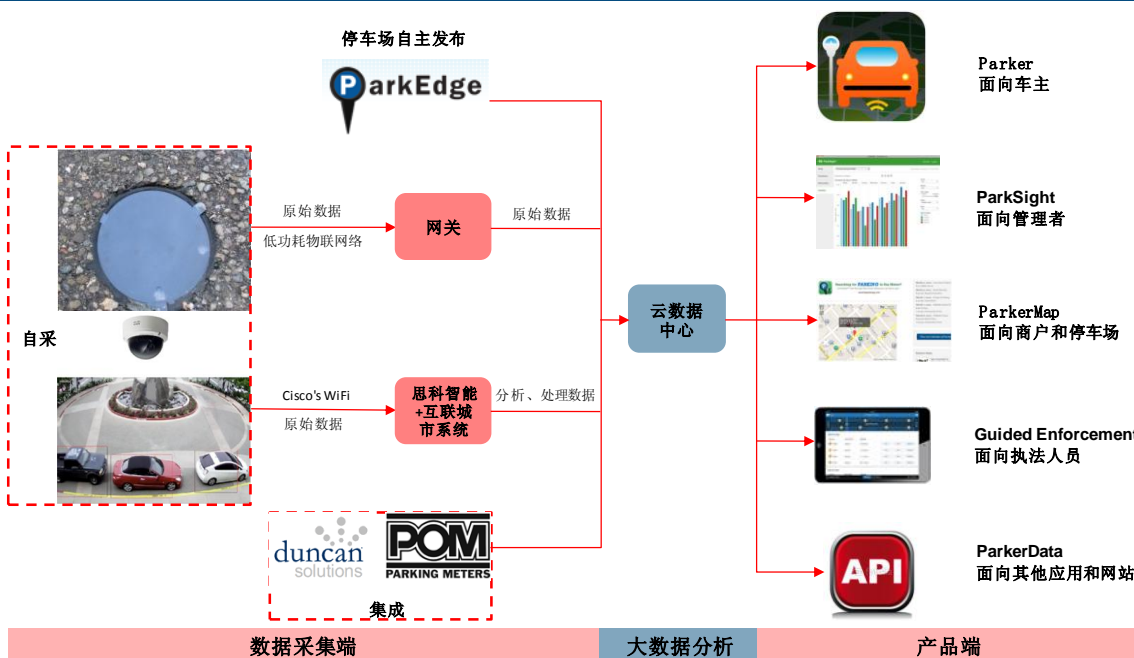 停车场自主发布
ParkEdge
Parker
面向车主
ParkSight
面向管理者
原始数据
低功耗物联网络
网关
原始数据
自采
云数据
中心
ParkerMap
面向商户和停车场
Cisco's WiFi
原始数据
思科智能
+互联城
市系统
分析、处理数据
Guided Enforcement
面向执法人员
duncan
solutions
POM
PARKING METERS
集成
API
ParkerData
面向其他应用和网站
数据采集端
大数据分析
产品端